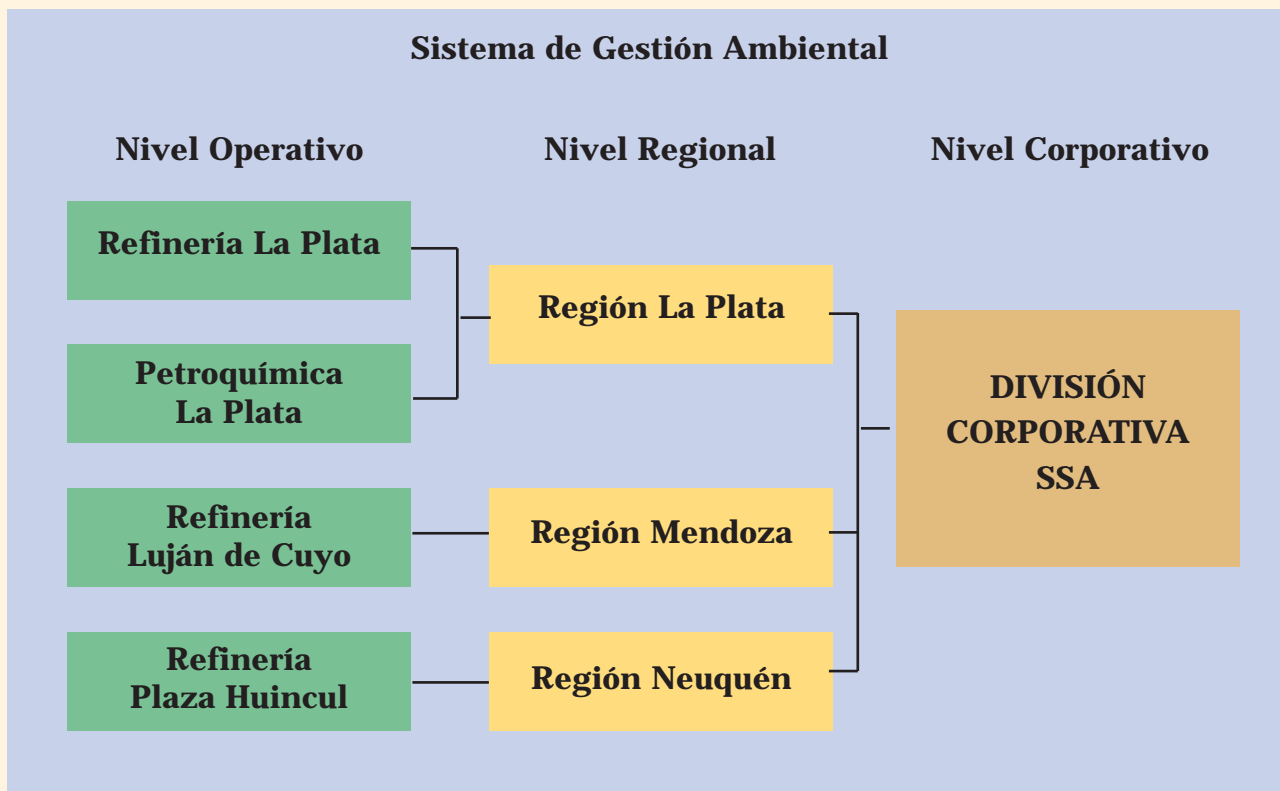 Sistema de Gestión Ambiental
Nivel Operativo
Nivel Regional
Nivel Corporativo
Refinería La Plata
Petroquímica
La Plata
Refinería
Luján de Cuyo
Refinería
Plaza Huincul
Región La Plata
Región Mendoza
Región Neuquén
DIVISIÓN
CORPORATIVA
SSA